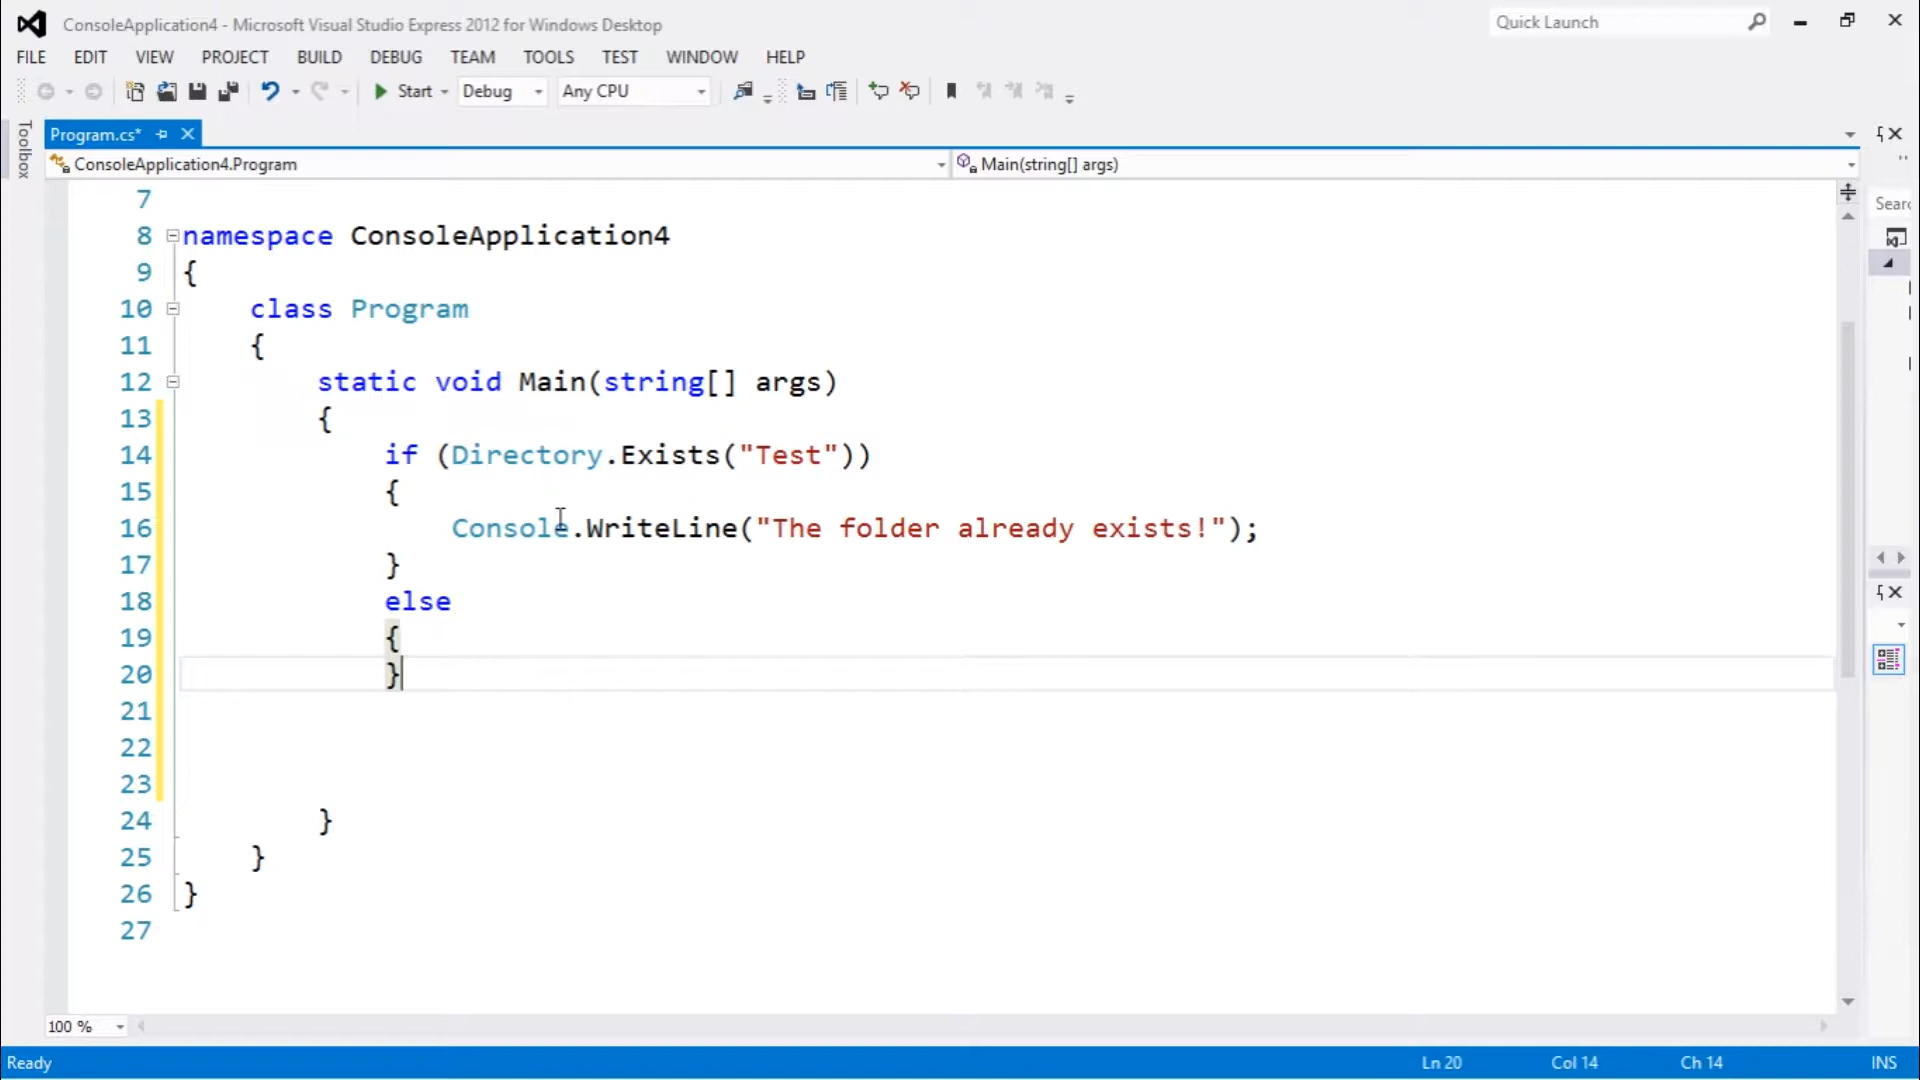 ConsoleApplication4 - Microsoft Visual Studio Express 2012 for Windows Desktop
Quick Launch
FILE EDIT VIEW PROJECT BUILD DEBUG TEAM TOOLS TEST WINDOW HELP
Start Debug Any CPU
Toolbox
Program.cs*
ConsoleApplication4.Program Main(string[] args)
7
8 namespace ConsoleApplication4
9 {
10 class Program
11 {
12 static void Main(string[] args)
13 {
14 if (Directory.Exists("Test"))
15 {
16 Console.WriteLine("The folder already exists!");
17 }
18 else
19 {
20 }
21
22
23
24 }
25 }
26 }
27
100 %
Ready Ln 20 Col 14 Ch 14 INS